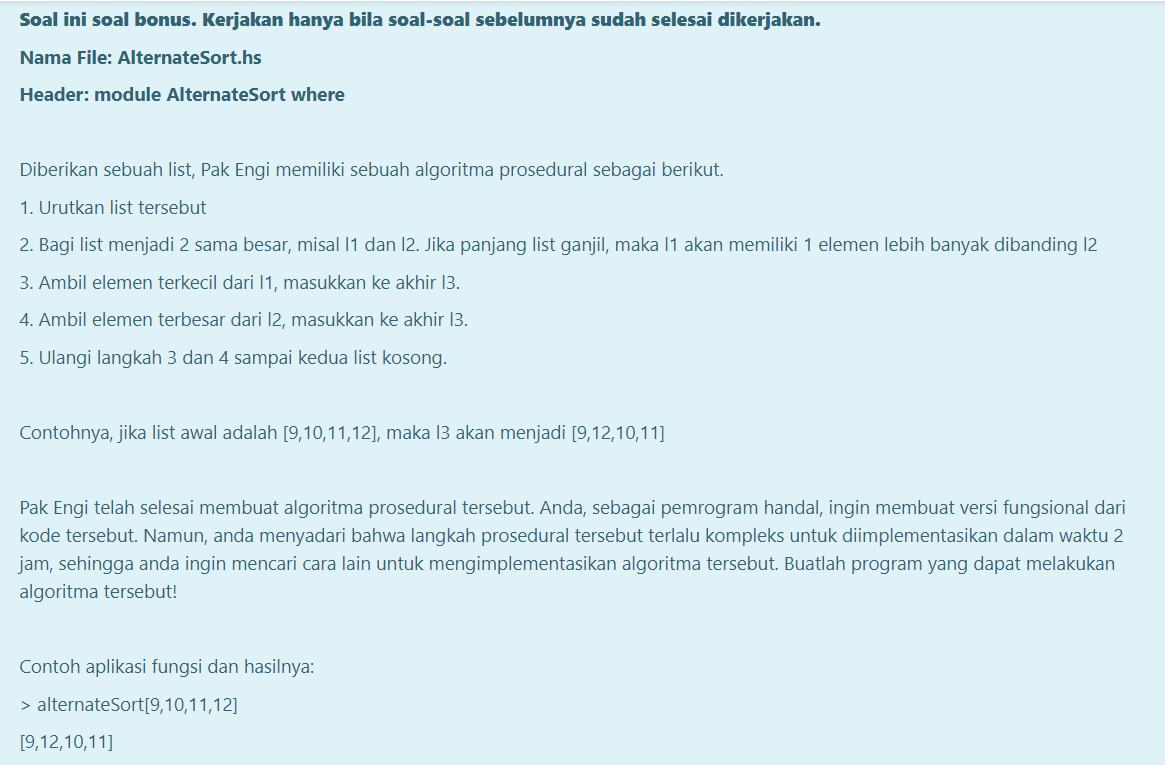 Soal ini soal bonus. Kerjakan hanya bila soal-soal sebelumnya sudah selesai dikerjakan.
Nama File: AlternateSort.hs
Header: module AlternateSort where
Diberikan sebuah list, Pak Engi memiliki sebuah algoritma prosedural sebagai berikut.
1. Urutkan list tersebut
2. Bagi list menjadi 2 sama besar, misal l1 dan l2. Jika panjang list ganjil, maka l1 akan memiliki 1 elemen lebih banyak dibanding l2
3. Ambil elemen terkecil dari l1, masukkan ke akhir l3.
4. Ambil elemen terbesar dari l2, masukkan ke akhir l3.
5. Ulangi langkah 3 dan 4 sampai kedua list kosong.
Contohnya, jika list awal adalah [9,10,11,12], maka l3 akan menjadi [9,12,10,11]
Pak Engi telah selesai membuat algoritma prosedural tersebut. Anda, sebagai pemrogram handal, ingin membuat versi fungsional dari
kode tersebut. Namun, anda menyadari bahwa langkah prosedural tersebut terlalu kompleks untuk diimplementasikan dalam waktu 2
jam, sehingga anda ingin mencari cara lain untuk mengimplementasikan algoritma tersebut. Buatlah program yang dapat melakukan
algoritma tersebut!
Contoh aplikasi fungsi dan hasilnya:
> alternateSort[9,10,11,12]
[9,12,10,11]